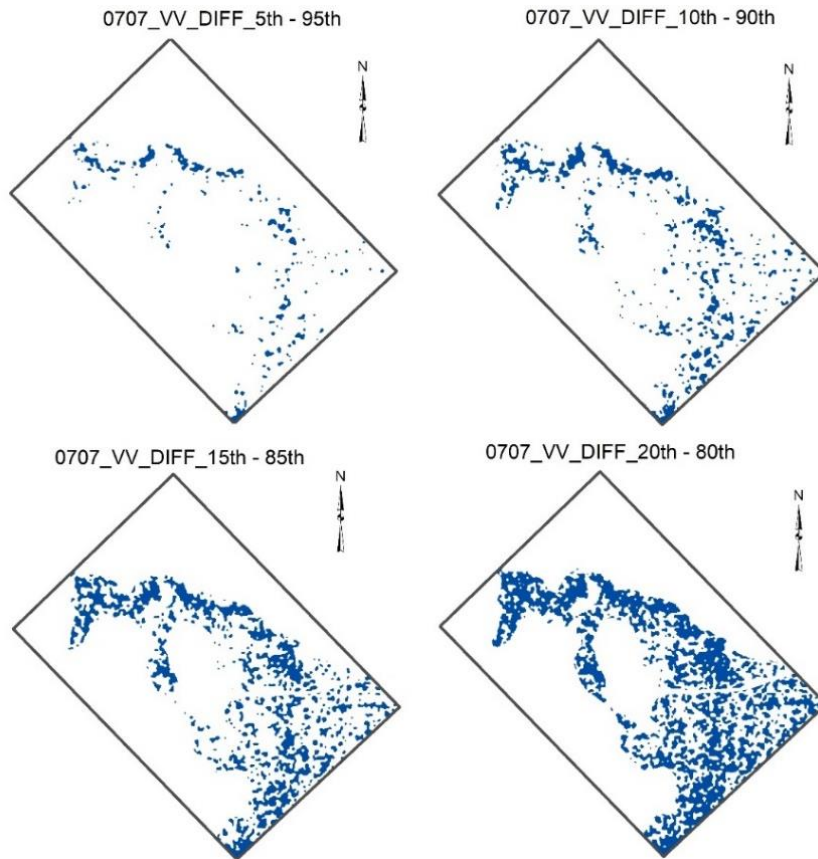 0707_VV_DIFF_5th - 95th
N
0707_VV_DIFF_10th - 90th
N
0707_VV_DIFF_15th - 85th
N
0707_VV_DIFF_20th - 80th
N